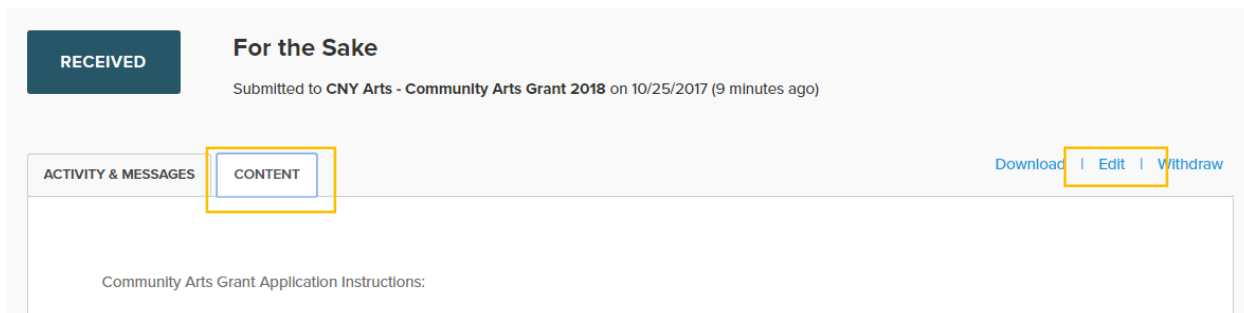 RECEIVED
For the Sake
Submitted to CNY Arts - Community Arts Grant 2018 on 10/25/2017 (9 minutes ago)
ACTIVITY & MESSAGES
CONTENT
Download | Edit | Withdraw
Community Arts Grant Application Instructions: